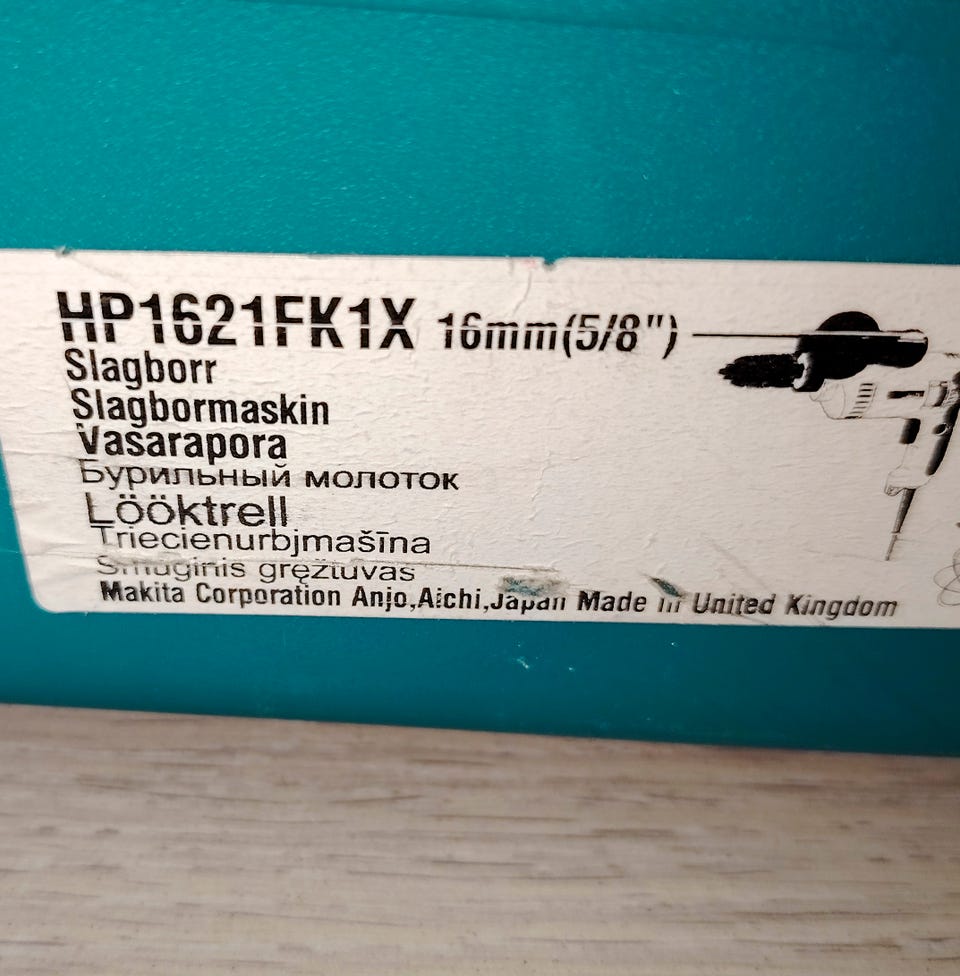 HP1621FK1X 16mm(5/8")
Slagborr
Slagbormaskin
Vasarapora
Бурильный молоток
Lööktrell
Triecienurbjmašīna
Smūginis gręžtuvas
Makita Corporation Anjo,Aichi,Japan Made in United Kingdom